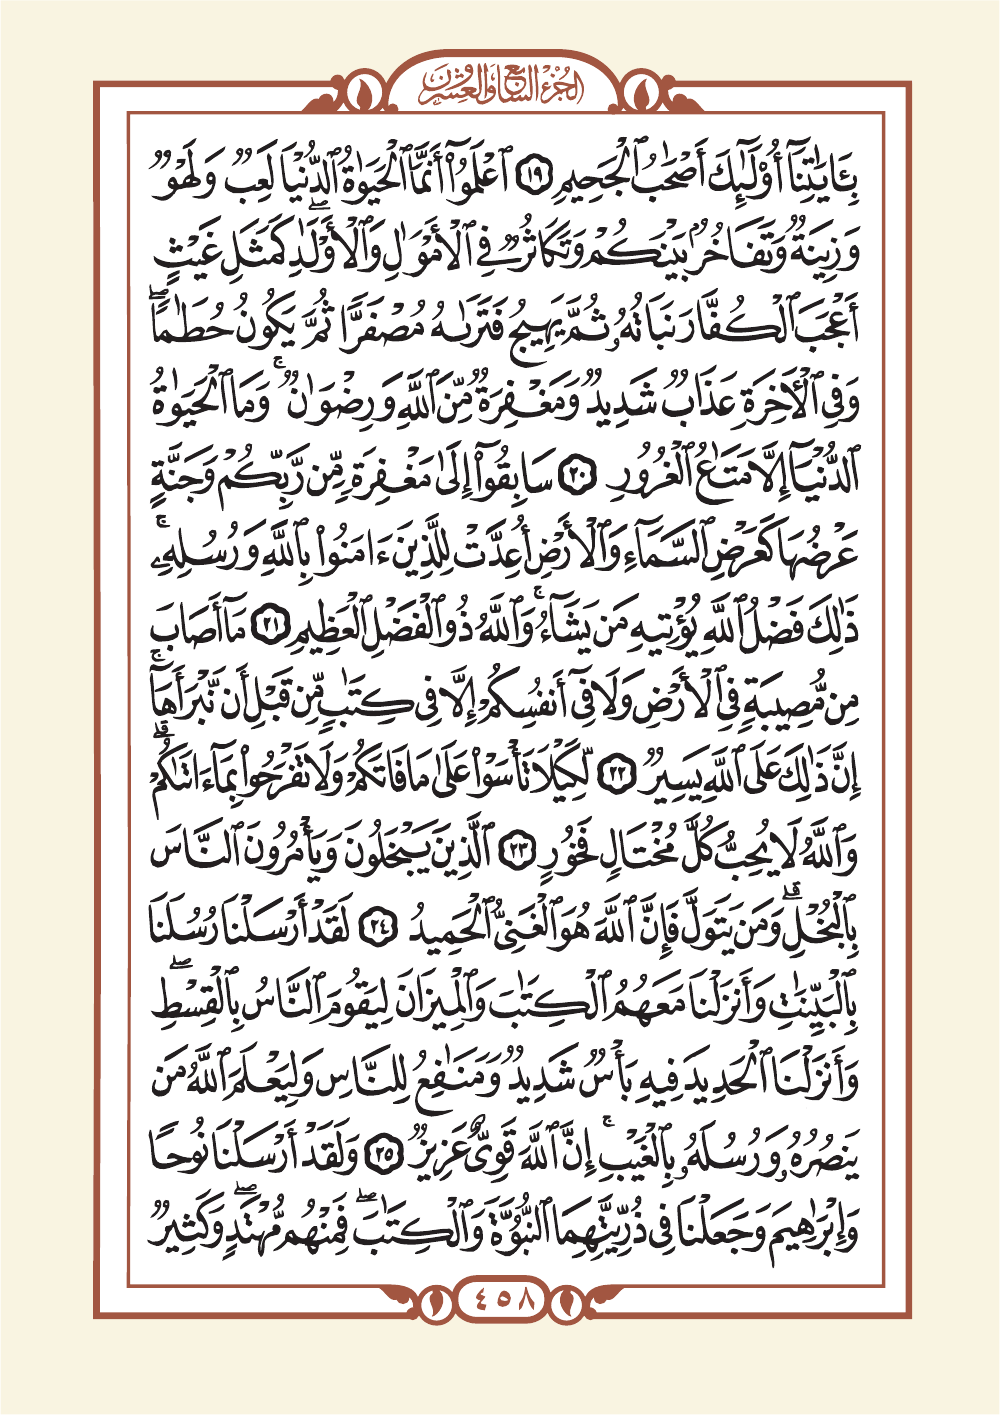 الجزء السابع والعشرون
بِـَٔايَٰتِنَآ أُو۟لَٰٓئِكَ أَصْحَٰبُ ٱلْجَحِيمِ ١٩ ٱعْلَمُوٓا۟ أَنَّمَا ٱلْحَيَوٰةُ ٱلدُّنْيَا لَعِبٌ وَلَهْوٌ
وَزِينَةٌ وَتَفَاخُرٌۢ بَيْنَكُمْ وَتَكَاثُرٌ فِى ٱلْأَمْوَٰلِ وَٱلْأَوْلَٰدِۖ كَمَثَلِ غَيْثٍ
أَعْجَبَ ٱلْكُفَّارَ نَبَاتُهُۥ ثُمَّ يَهِيجُ فَتَرَىٰهُ مُصْفَرًّا ثُمَّ يَكُونُ حُطَٰمًاۖ
وَفِى ٱلْأَخِرَةِ عَذَابٌ شَدِيدٌ وَمَغْفِرَةٌ مِّنَ ٱللَّهِ وَرِضْوَٰنٌۚ وَمَا ٱلْحَيَوٰةُ
ٱلدُّنْيَآ إِلَّا مَتَٰعُ ٱلْغُرُورِ ٢٠ سَابِقُوٓا۟ إِلَىٰ مَغْفِرَةٍ مِّن رَّبِّكُمْ وَجَنَّةٍ
عَرْضُهَا كَعَرْضِ ٱلسَّمَآءِ وَٱلْأَرْضِ أُعِدَّتْ لِلَّذِينَ ءَامَنُوا۟ بِٱللَّهِ وَرُسُلِهِۦۚ
ذَٰلِكَ فَضْلُ ٱللَّهِ يُؤْتِيهِ مَن يَشَآءُۚ وَٱللَّهُ ذُو ٱلْفَضْلِ ٱلْعَظِيمِ ٢١ مَآ أَصَابَ
مِن مُّصِيبَةٍ فِى ٱلْأَرْضِ وَلَا فِىٓ أَنفُسِكُمْ إِلَّا فِى كِتَٰبٍ مِّن قَبْلِ أَن نَّبْرَأَهَآۚ
إِنَّ ذَٰلِكَ عَلَى ٱللَّهِ يَسِيرٌ ٢٢ لِّكَيْلَا تَأْسَوْا۟ عَلَىٰ مَا فَاتَكُمْ وَلَا تَفْرَحُوا۟ بِمَآ ءَاتَىٰكُمْۗ
وَٱللَّهُ لَا يُحِبُّ كُلَّ مُخْتَالٍ فَخُورٍ ٢٣ ٱلَّذِينَ يَبْخَلُونَ وَيَأْمُرُونَ ٱلنَّاسَ
بِٱلْبُخْلِۗ وَمَن يَتَوَلَّ فَإِنَّ ٱللَّهَ هُوَ ٱلْغَنِىُّ ٱلْحَمِيدُ ٢٤ لَقَدْ أَرْسَلْنَا رُسُلَنَا
بِٱلْبَيِّنَٰتِ وَأَنزَلْنَا مَعَهُمُ ٱلْكِتَٰبَ وَٱلْمِيزَانَ لِيَقُومَ ٱلنَّاسُ بِٱلْقِسْطِۖ
وَأَنزَلْنَا ٱلْحَدِيدَ فِيهِ بَأْسٌ شَدِيدٌ وَمَنَٰفِعُ لِلنَّاسِ وَلِيَعْلَمَ ٱللَّهُ مَن
يَنصُرُهُۥ وَرُسُلَهُۥ بِٱلْغَيْبِۚ إِنَّ ٱللَّهَ قَوِىٌّ عَزِيزٌ ٢٥ وَلَقَدْ أَرْسَلْنَا نُوحًا
وَإِبْرَٰهِيمَ وَجَعَلْنَا فِى ذُرِّيَّتِهِمَا ٱلنُّبُوَّةَ وَٱلْكِتَٰبَۖ فَمِنْهُم مُّهْتَدٍۖ وَكَثِيرٌ
٤٥٨